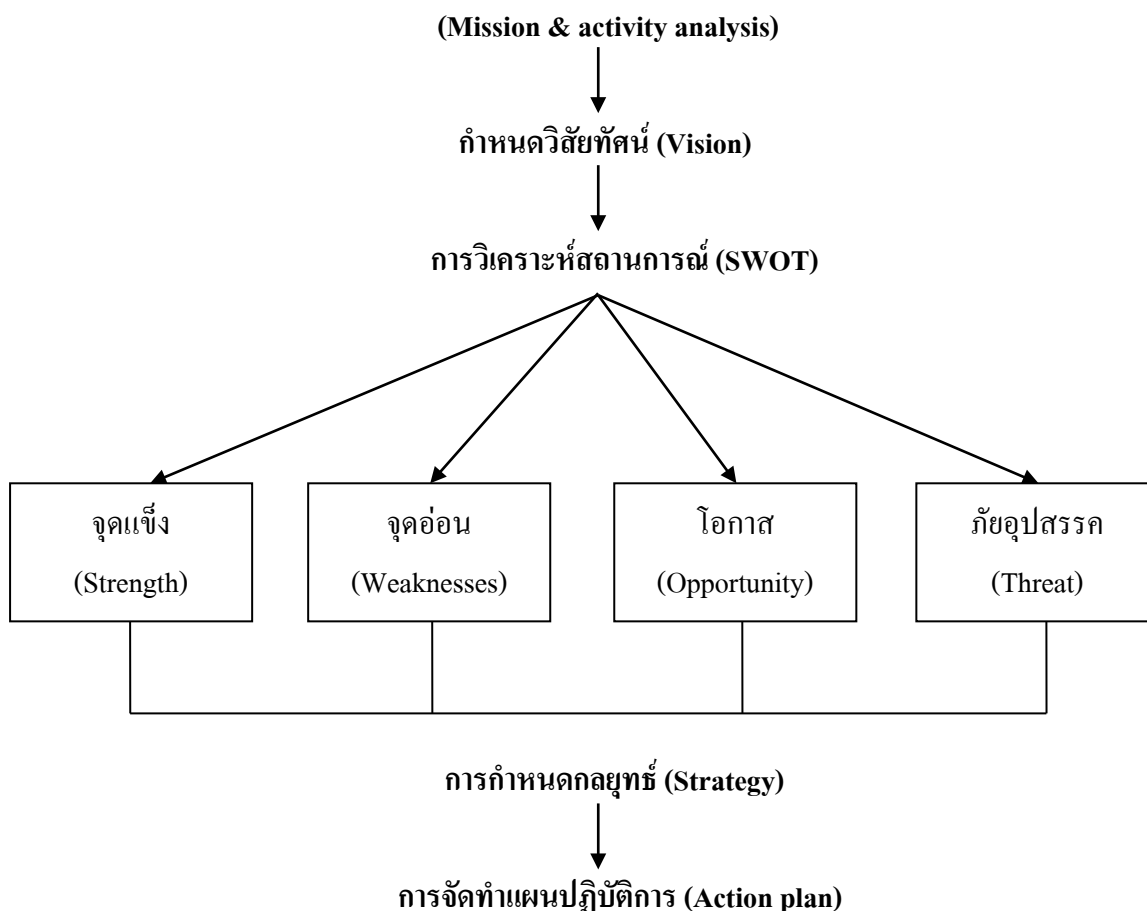 (Mission & activity analysis)
กำหนดวิสัยทัศน์ (Vision)
การวิเคราะห์สถานการณ์ (SWOT)
จุดแข็ง
(Strength)
จุดอ่อน
(Weaknesses)
โอกาส
(Opportunity)
ภัยอุปสรรค
(Threat)
การกำหนดกลยุทธ์ (Strategy)
การจัดทำแผนปฏิบัติการ (Action plan)